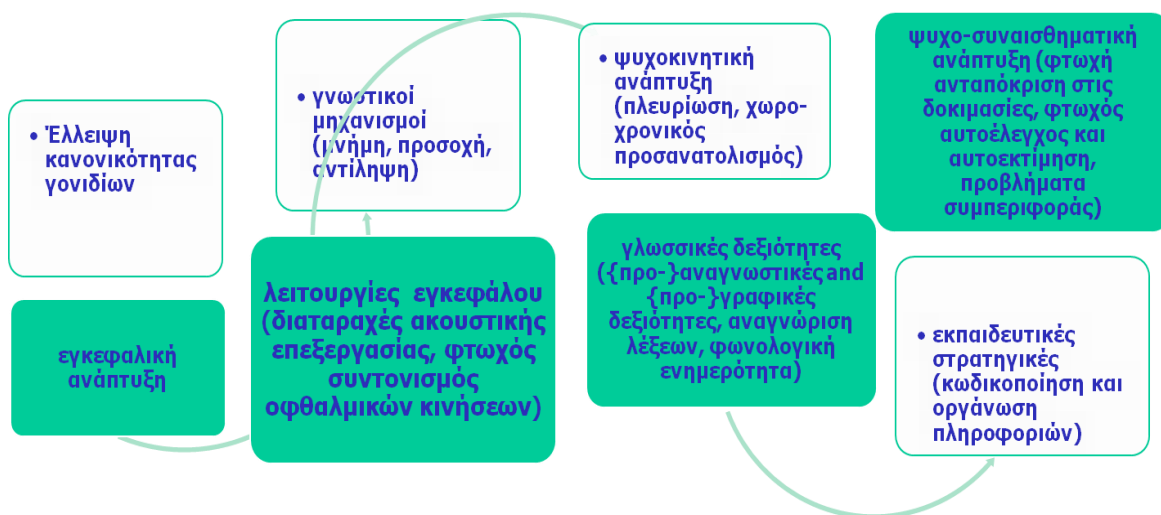 • Έλλειψη
κανονικότητας
γονιδίων
εγκεφαλική
ανάπτυξη
• γνωστικοί
μηχανισμοί
(μνήμη, προσοχή,
αντίληψη)
λειτουργίες εγκεφάλου
(διαταραχές ακουστικής
επεξεργασίας, φτωχός
συντονισμός
οφθαλμικών κινήσεων)
• ψυχοκινητική
ανάπτυξη
(πλευρίωση, χωρο-
χρονικός
προσανατολισμός)
γλωσσικές δεξιότητες
({προ-}αναγνωστικές and
{προ-}γραφικές
δεξιότητες, αναγνώριση
λέξεων, φωνολογική
ενημερότητα)
ψυχο-συναισθηματική
ανάπτυξη (φτωχή
ανταπόκριση στις
δοκιμασίες, φτωχός
αυτοέλεγχος και
αυτοεκτίμηση,
προβλήματα
συμπεριφοράς)
• εκπαιδευτικές
στρατηγικές
(κωδικοποίηση και
οργάνωση
πληροφοριών)